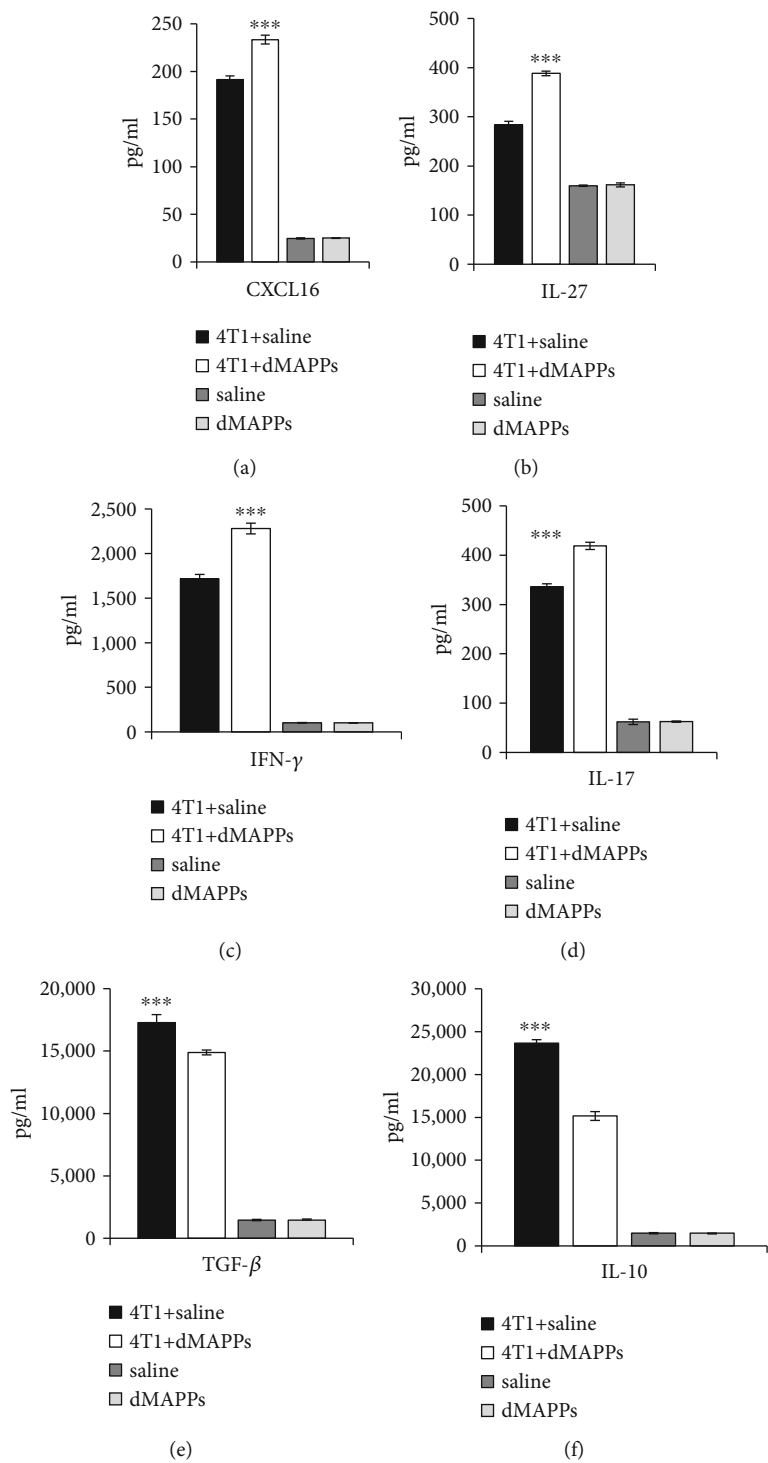 250
***
200
150
pg/ml
100
50
0
CXCL16
4T1+saline
4T1+dMAPPs
saline
dMAPPs
(a)
500
***
400
300
pg/ml
200
100
0
IL-27
4T1+saline
4T1+dMAPPs
saline
dMAPPs
(b)
2,500
***
2,000
1,500
pg/ml
1,000
500
0
IFN-γ
4T1+saline
4T1+dMAPPs
saline
dMAPPs
(c)
500
***
400
300
pg/ml
200
100
0
IL-17
4T1+saline
4T1+dMAPPs
saline
dMAPPs
(d)
20,000
***
15,000
pg/ml
10,000
5,000
0
TGF-β
4T1+saline
4T1+dMAPPs
saline
dMAPPs
(e)
30,000
***
25,000
20,000
pg/ml
15,000
10,000
5,000
0
IL-10
4T1+saline
4T1+dMAPPs
saline
dMAPPs
(f)